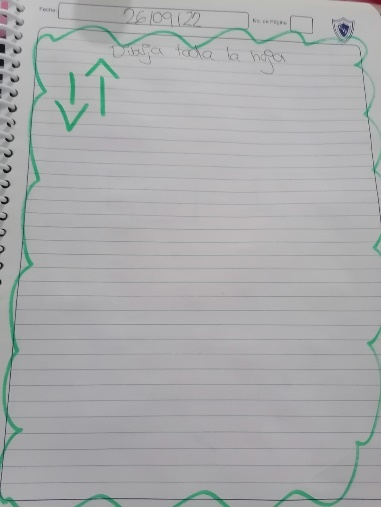 Fecha: 26/09/22 No. de Página:
Dibuja toda la hoja